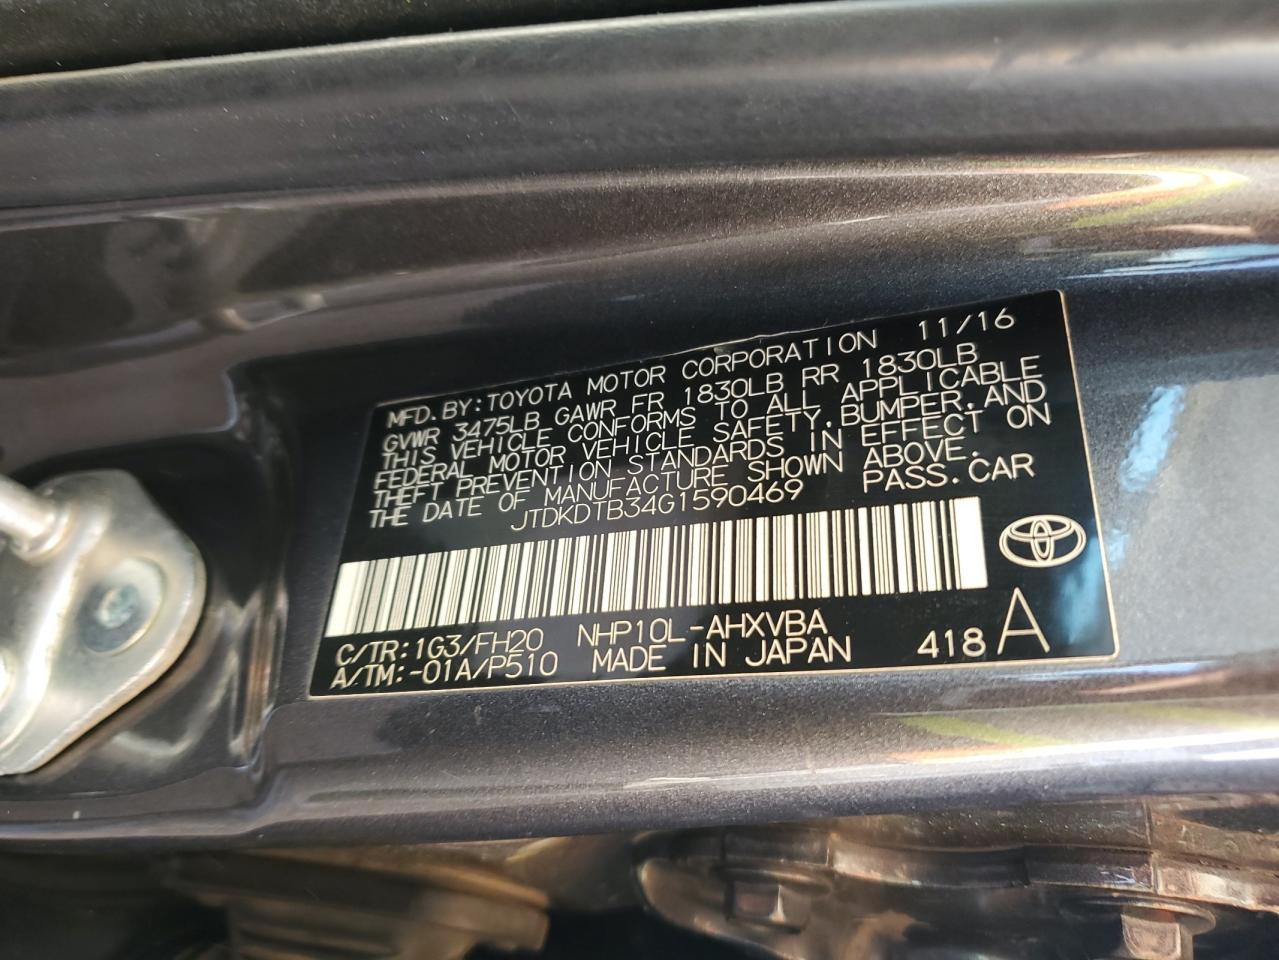 MFD. BY: TOYOTA MOTOR CORPORATION 11/16
GVWR 3475LB GAWR FR 1830LB RR 1830LB
THIS VEHICLE CONFORMS TO ALL APPLICABLE
FEDERAL MOTOR VEHICLE SAFETY, BUMPER, AND
THEFT PREVENTION STANDARDS IN EFFECT ON
THE DATE OF MANUFACTURE SHOWN ABOVE.
JTDKDTB34G1590469 PASS. CAR
C/TR: 1G3/FH20 NHP10L-AHXVBA
A/TM: -01A/P510 MADE IN JAPAN 418 A